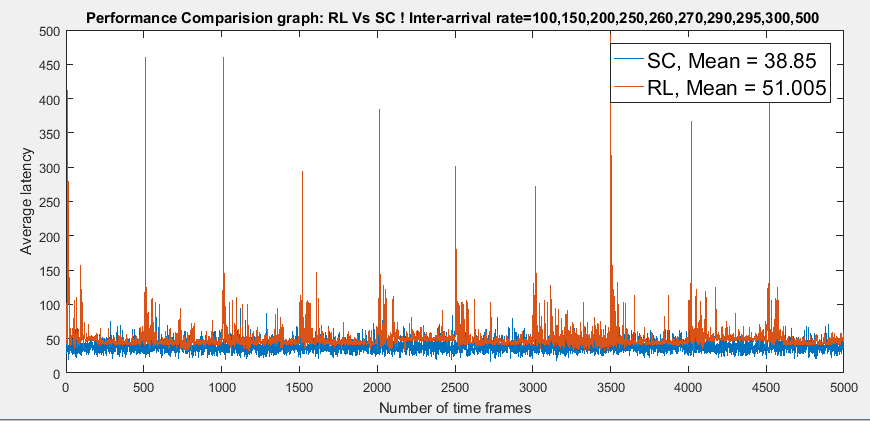 Performance Comparision graph: RL Vs SC ! Inter-arrival rate=100,150,200,250,260,270,290,295,300,500
500
450
400
350
300
250
200
150
100
50
0
Average latency
SC, Mean = 38.85
RL, Mean = 51.005
0 500 1000 1500 2000 2500 3000 3500 4000 4500 5000
Number of time frames